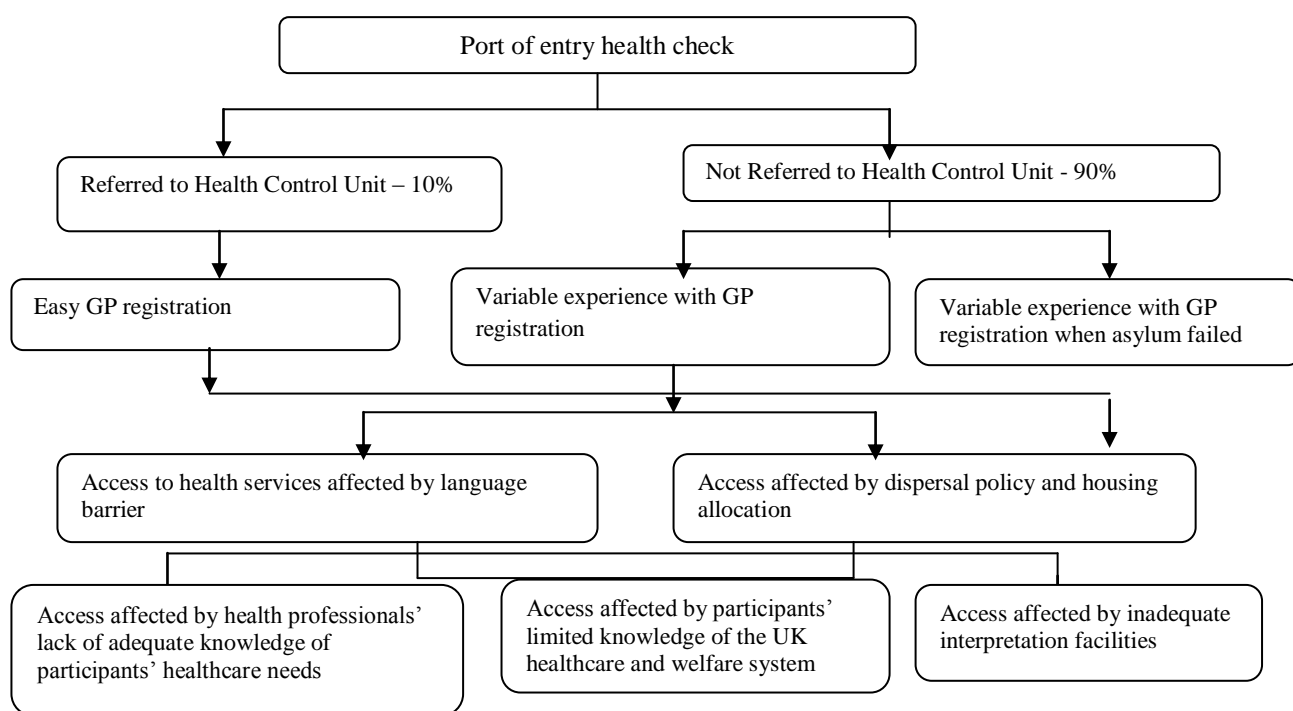 Port of entry health check
Referred to Health Control Unit – 10%
Not Referred to Health Control Unit - 90%
Easy GP registration
Variable experience with GP
registration
Variable experience with GP
registration when asylum failed
Access to health services affected by language
barrier
Access affected by dispersal policy and housing
allocation
Access affected by health professionals’
lack of adequate knowledge of
participants’ healthcare needs
Access affected by participants’
limited knowledge of the UK
healthcare and welfare system
Access affected by inadequate
interpretation facilities